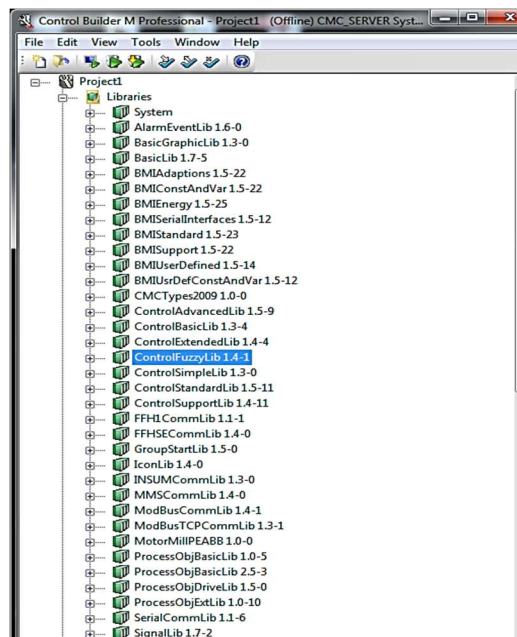 Control Builder M Professional - Project1 (Offline) CMC_SERVER Syst...
File Edit View Tools Window Help
Project1
Libraries
System
AlarmEventLib 1.6-0
BasicGraphicLib 1.3-0
BasicLib 1.7-5
BMIAdaptions 1.5-22
BMIConstAndVar 1.5-22
BMIEnergy 1.5-25
BMISerialInterfaces 1.5-12
BMIStandard 1.5-23
BMISupport 1.5-22
BMIUserDefined 1.5-14
BMIUsrDefConstAndVar 1.5-12
CMCTypes2009 1.0-0
ControlAdvancedLib 1.5-9
ControlBasicLib 1.3-4
ControlExtendedLib 1.4-4
ControlFuzzyLib 1.4-1
ControlSimpleLib 1.3-0
ControlStandardLib 1.5-11
ControlSupportLib 1.4-11
FFH1CommLib 1.1-1
FFHSECommLib 1.4-0
GroupStartLib 1.5-0
IconLib 1.4-0
INSUMCommLib 1.3-0
MMSCommLib 1.4-0
ModBusCommLib 1.4-1
ModBusTCPCommLib 1.3-1
MotorMillPEABB 1.0-0
ProcessObjBasicLib 1.0-5
ProcessObjBasicLib 2.5-3
ProcessObjDriveLib 1.5-0
ProcessObjExtLib 1.0-10
SerialCommLib 1.1-6
SignalLib 1.7-2